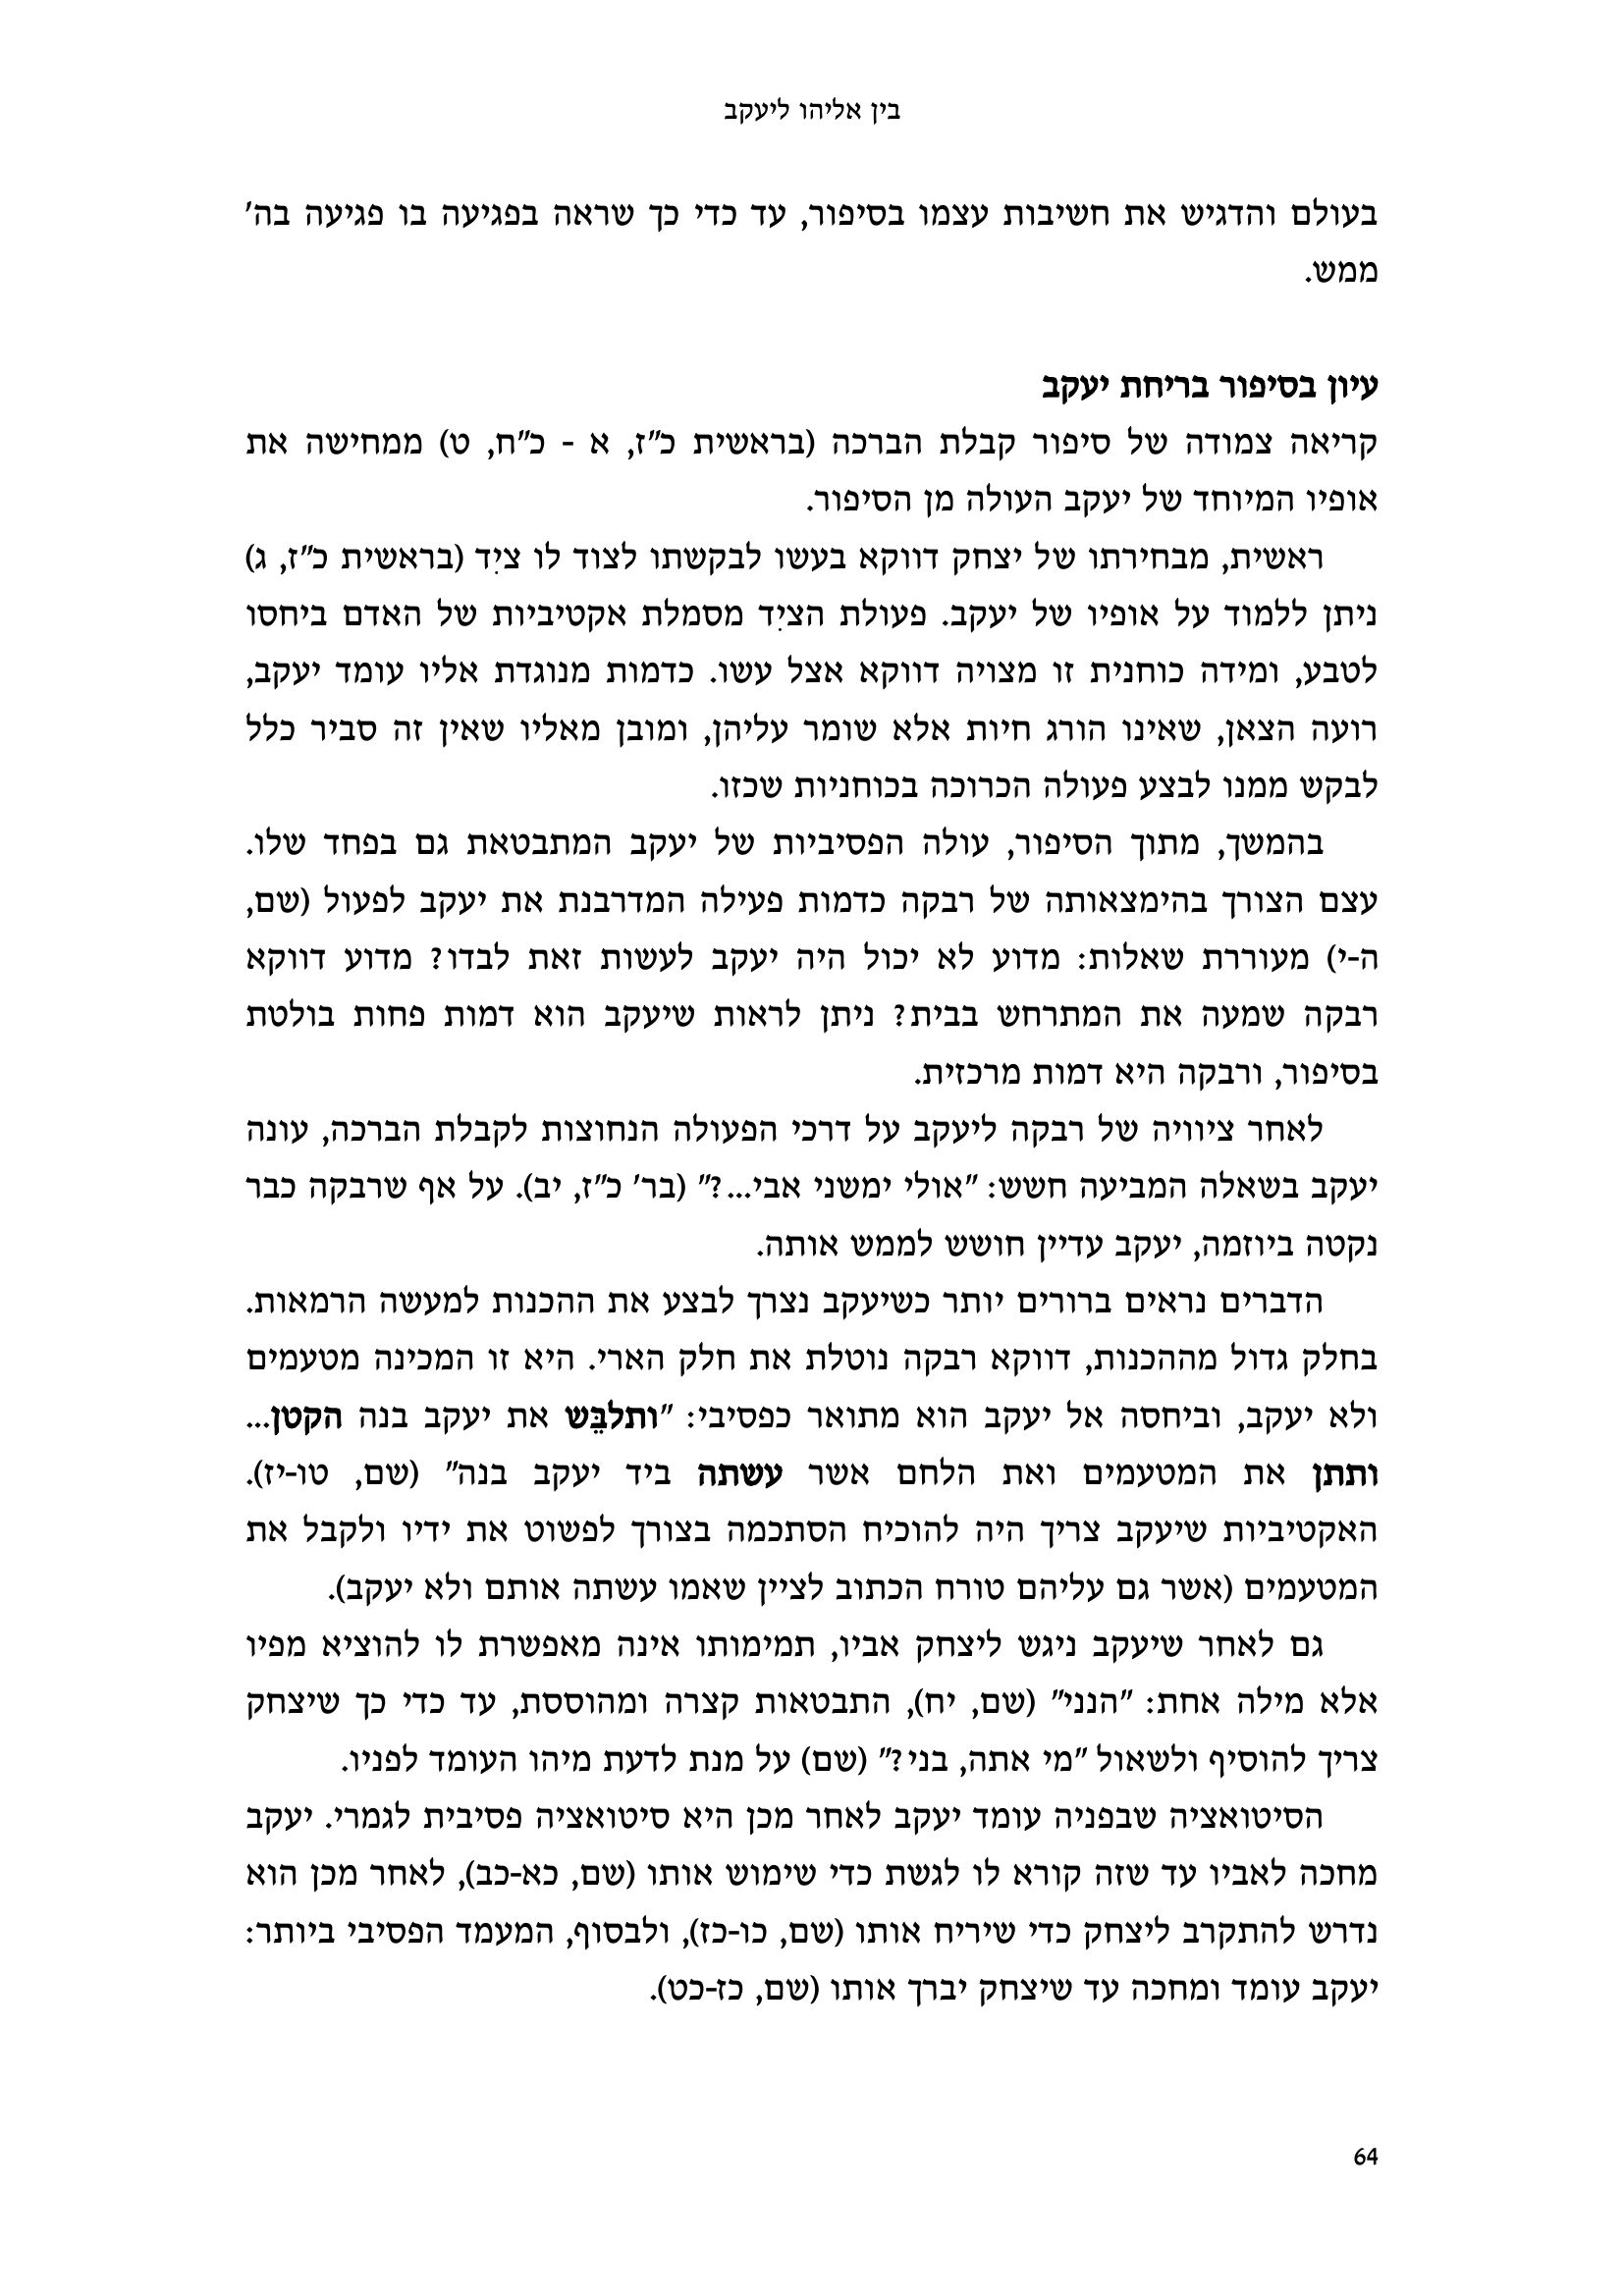 בין אליהו ליעקב
בעולם והדגיש את חשיבות עצמו בסיפור, עד כדי כך שראה בפגיעה בו פגיעה בה'
ממש.
עיון בסיפור בריחת יעקב
קריאה צמודה של סיפור קבלת הברכה (בראשית כ"ז, א - כ"ח, ט) ממחישה את
אופיו המיוחד של יעקב העולה מן הסיפור.
ראשית, מבחירתו של יצחק דווקא בעשו לבקשתו לצוד לו ציִד (בראשית כ"ז, ג)
ניתן ללמוד על אופיו של יעקב. פעולת הציִד מסמלת אקטיביות של האדם ביחסו
לטבע, ומידה כוחנית זו מצויה דווקא אצל עשו. כדמות מנוגדת אליו עומד יעקב,
רועה הצאן, שאינו הורג חיות אלא שומר עליהן, ומובן מאליו שאין זה סביר כלל
לבקש ממנו לבצע פעולה הכרוכה בכוחניות שכזו.
בהמשך, מתוך הסיפור, עולה הפסיביות של יעקב המתבטאת גם בפחד שלו.
עצם הצורך בהימצאותה של רבקה כדמות פעילה המדרבנת את יעקב לפעול (שם,
ה-י) מעוררת שאלות: מדוע לא יכול היה יעקב לעשות זאת לבדו? מדוע דווקא
רבקה שמעה את המתרחש בבית? ניתן לראות שיעקב הוא דמות פחות בולטת
בסיפור, ורבקה היא דמות מרכזית.
לאחר ציוויה של רבקה ליעקב על דרכי הפעולה הנחוצות לקבלת הברכה, עונה
יעקב בשאלה המביעה חשש: "אולי ימשני אבי...?" (בר' כ"ז, יב). על אף שרבקה כבר
נקטה ביוזמה, יעקב עדיין חושש לממש אותה.
הדברים נראים ברורים יותר כשיעקב נצרך לבצע את ההכנות למעשה הרמאות.
בחלק גדול מההכנות, דווקא רבקה נוטלת את חלק הארי. היא זו המכינה מטעמים
ולא יעקב, וביחסה אל יעקב הוא מתואר כפסיבי: "ותלבֵּש את יעקב בנה הקטן...
ותתן את המטעמים ואת הלחם אשר עשתה ביד יעקב בנה" (שם, טו-יז).
האקטיביות שיעקב צריך היה להוכיח הסתכמה בצורך לפשוט את ידיו ולקבל את
המטעמים (אשר גם עליהם טורח הכתוב לציין שאמו עשתה אותם ולא יעקב).
גם לאחר שיעקב ניגש ליצחק אביו, תמימותו אינה מאפשרת לו להוציא מפיו
אלא מילה אחת: "הנני" (שם, יח), התבטאות קצרה ומהוססת, עד כדי כך שיצחק
צריך להוסיף ולשאול "מי אתה, בני?" (שם) על מנת לדעת מיהו העומד לפניו.
הסיטואציה שבפניה עומד יעקב לאחר מכן היא סיטואציה פסיבית לגמרי. יעקב
מחכה לאביו עד שזה קורא לו לגשת כדי שימוש אותו (שם, כא-כב), לאחר מכן הוא
נדרש להתקרב ליצחק כדי שיריח אותו (שם, כו-כז), ולבסוף, המעמד הפסיבי ביותר:
יעקב עומד ומחכה עד שיצחק יברך אותו (שם, כז-כט).
64